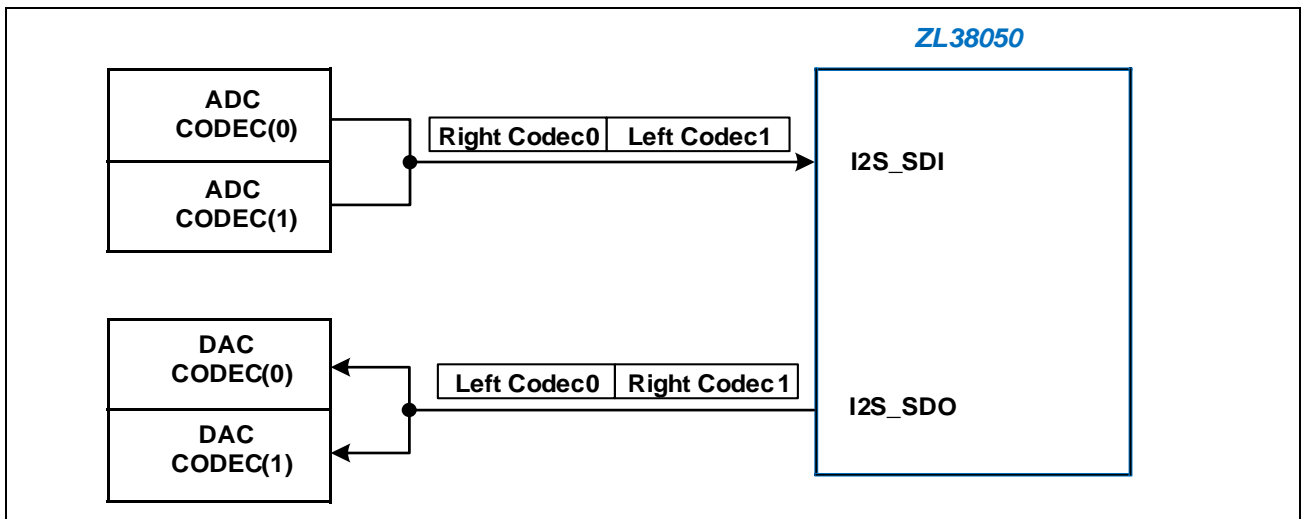 ZL38050
ADC
CODEC(0)
Right Codec0 Left Codec1
I2S_SDI
ADC
CODEC(1)
DAC
CODEC(0)
Left Codec0 Right Codec1
I2S_SDO
DAC
CODEC(1)